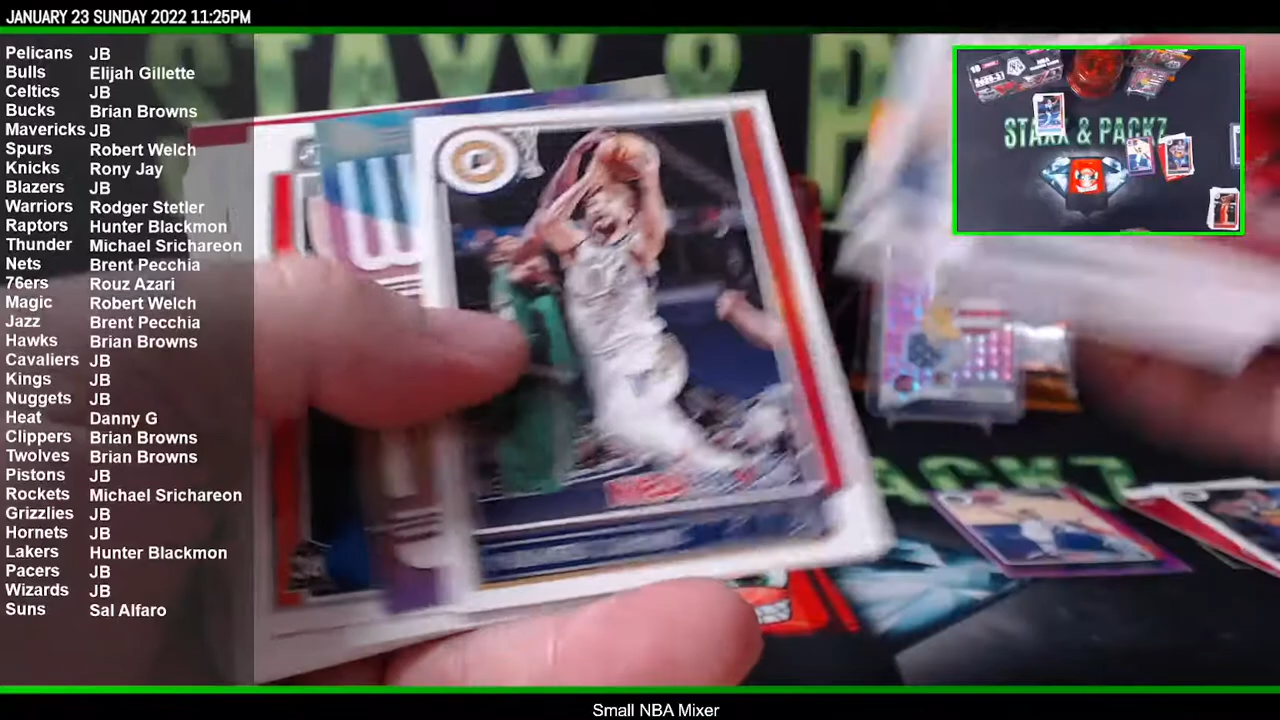 JANUARY 23 SUNDAY 2022 11:25PM
Pelicans JB
Bulls Elijah Gillette
Celtics JB
Bucks Brian Browns
Mavericks JB
Spurs Robert Welch
Knicks Rony Jay
Blazers JB
Warriors Rodger Stetler
Raptors Hunter Blackmon
Thunder Michael Srichareon
Nets Brent Pecchia
76ers Rouz Azari
Magic Robert Welch
Jazz Brent Pecchia
Hawks Brian Browns
Cavaliers JB
Kings JB
Nuggets JB
Heat Danny G
Clippers Brian Browns
Twolves Brian Browns
Pistons JB
Rockets Michael Srichareon
Grizzlies JB
Hornets JB
Lakers Hunter Blackmon
Pacers JB
Wizards JB
Suns Sal Alfaro
STAXX & P
STAXX & PACKZ
ACKZ
Small NBA Mixer